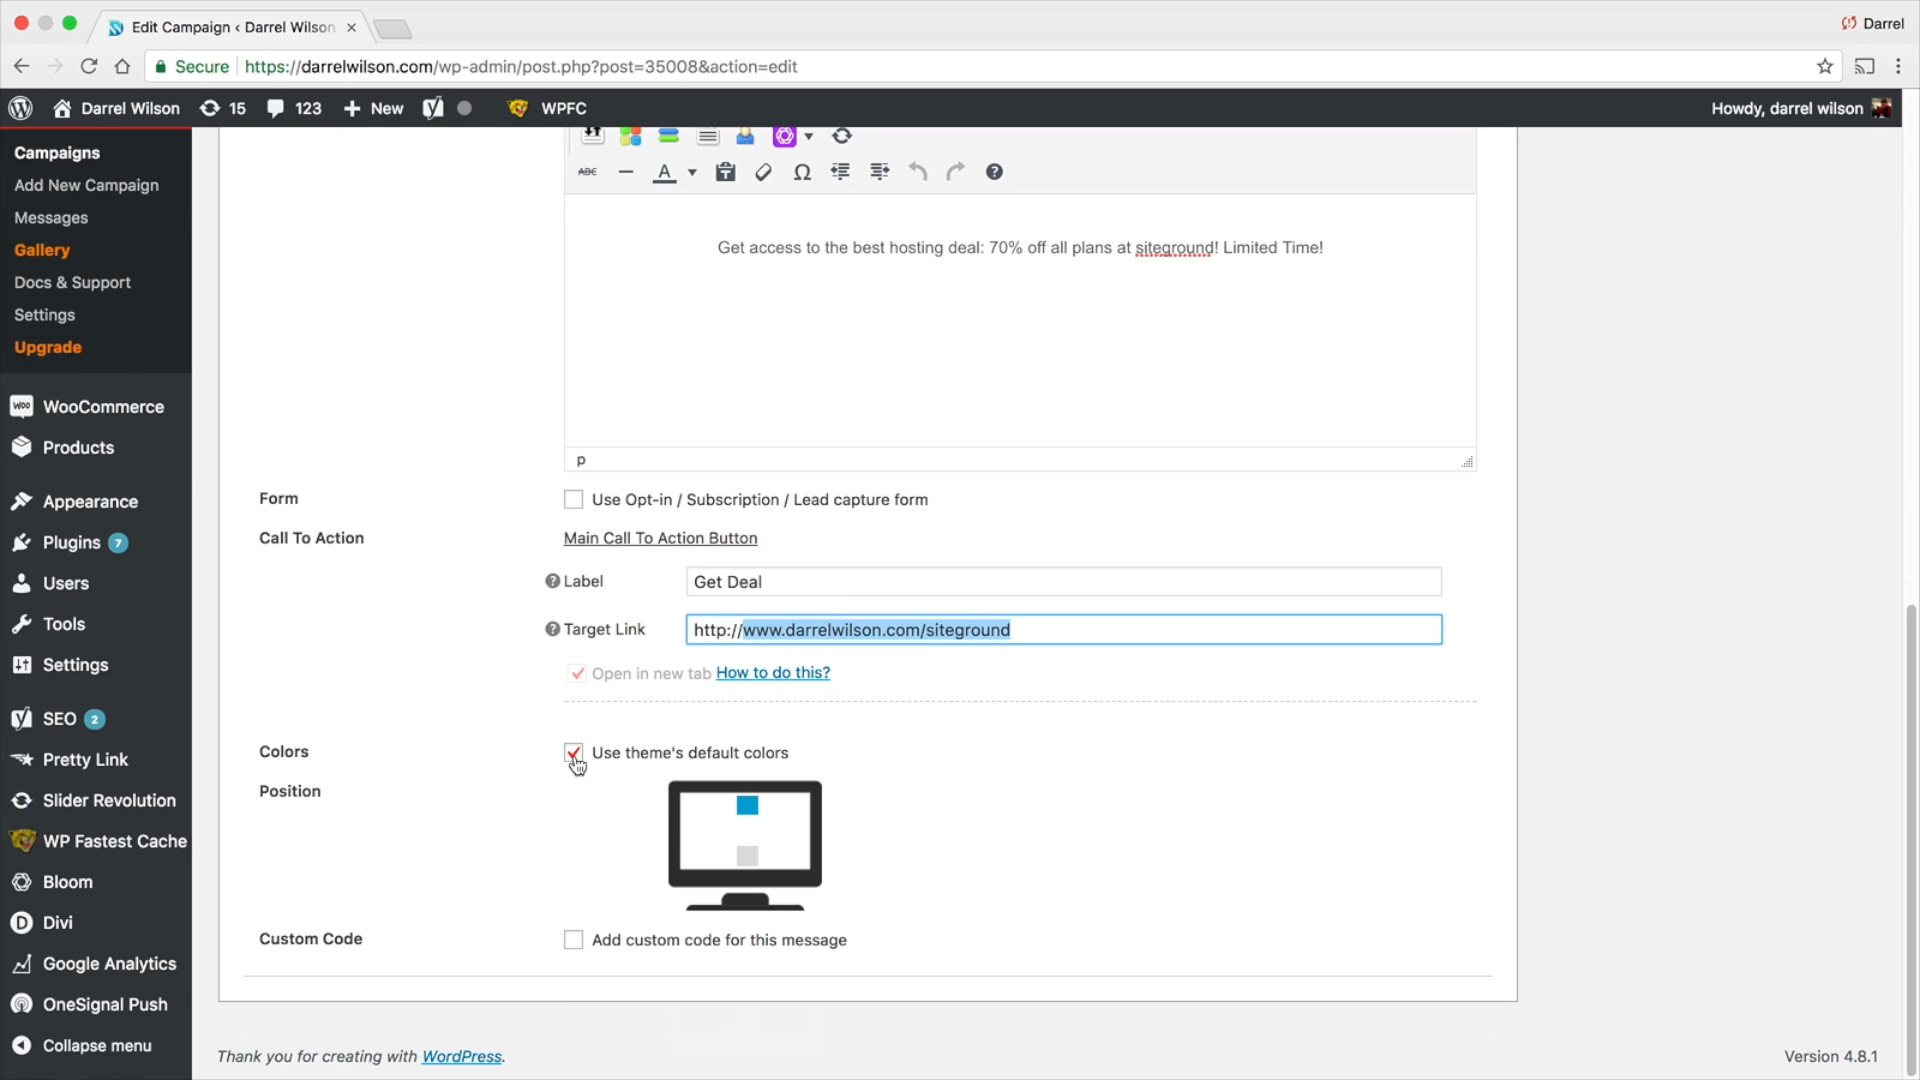 Edit Campaign ‹ Darrel Wilson
Darrel
Secure https://darrelwilson.com/wp-admin/post.php?post=35008&action=edit
Darrel Wilson 15 123 New WPFC
Howdy, darrel wilson
Campaigns
Add New Campaign
Messages
Gallery
Docs & Support
Settings
Upgrade
WooCommerce
Products
Appearance
Plugins 7
Users
Tools
Settings
SEO 2
Pretty Link
Slider Revolution
WP Fastest Cache
Bloom
Divi
Google Analytics
OneSignal Push
Collapse menu
ABC
A
Get access to the best hosting deal: 70% off all plans at siteground! Limited Time!
p
Form
Use Opt-in / Subscription / Lead capture form
Call To Action
Main Call To Action Button
Label
Get Deal
Target Link
http://www.darrelwilson.com/siteground
Open in new tab How to do this?
Colors
Use theme's default colors
Position
Custom Code
Add custom code for this message
Thank you for creating with WordPress.
Version 4.8.1